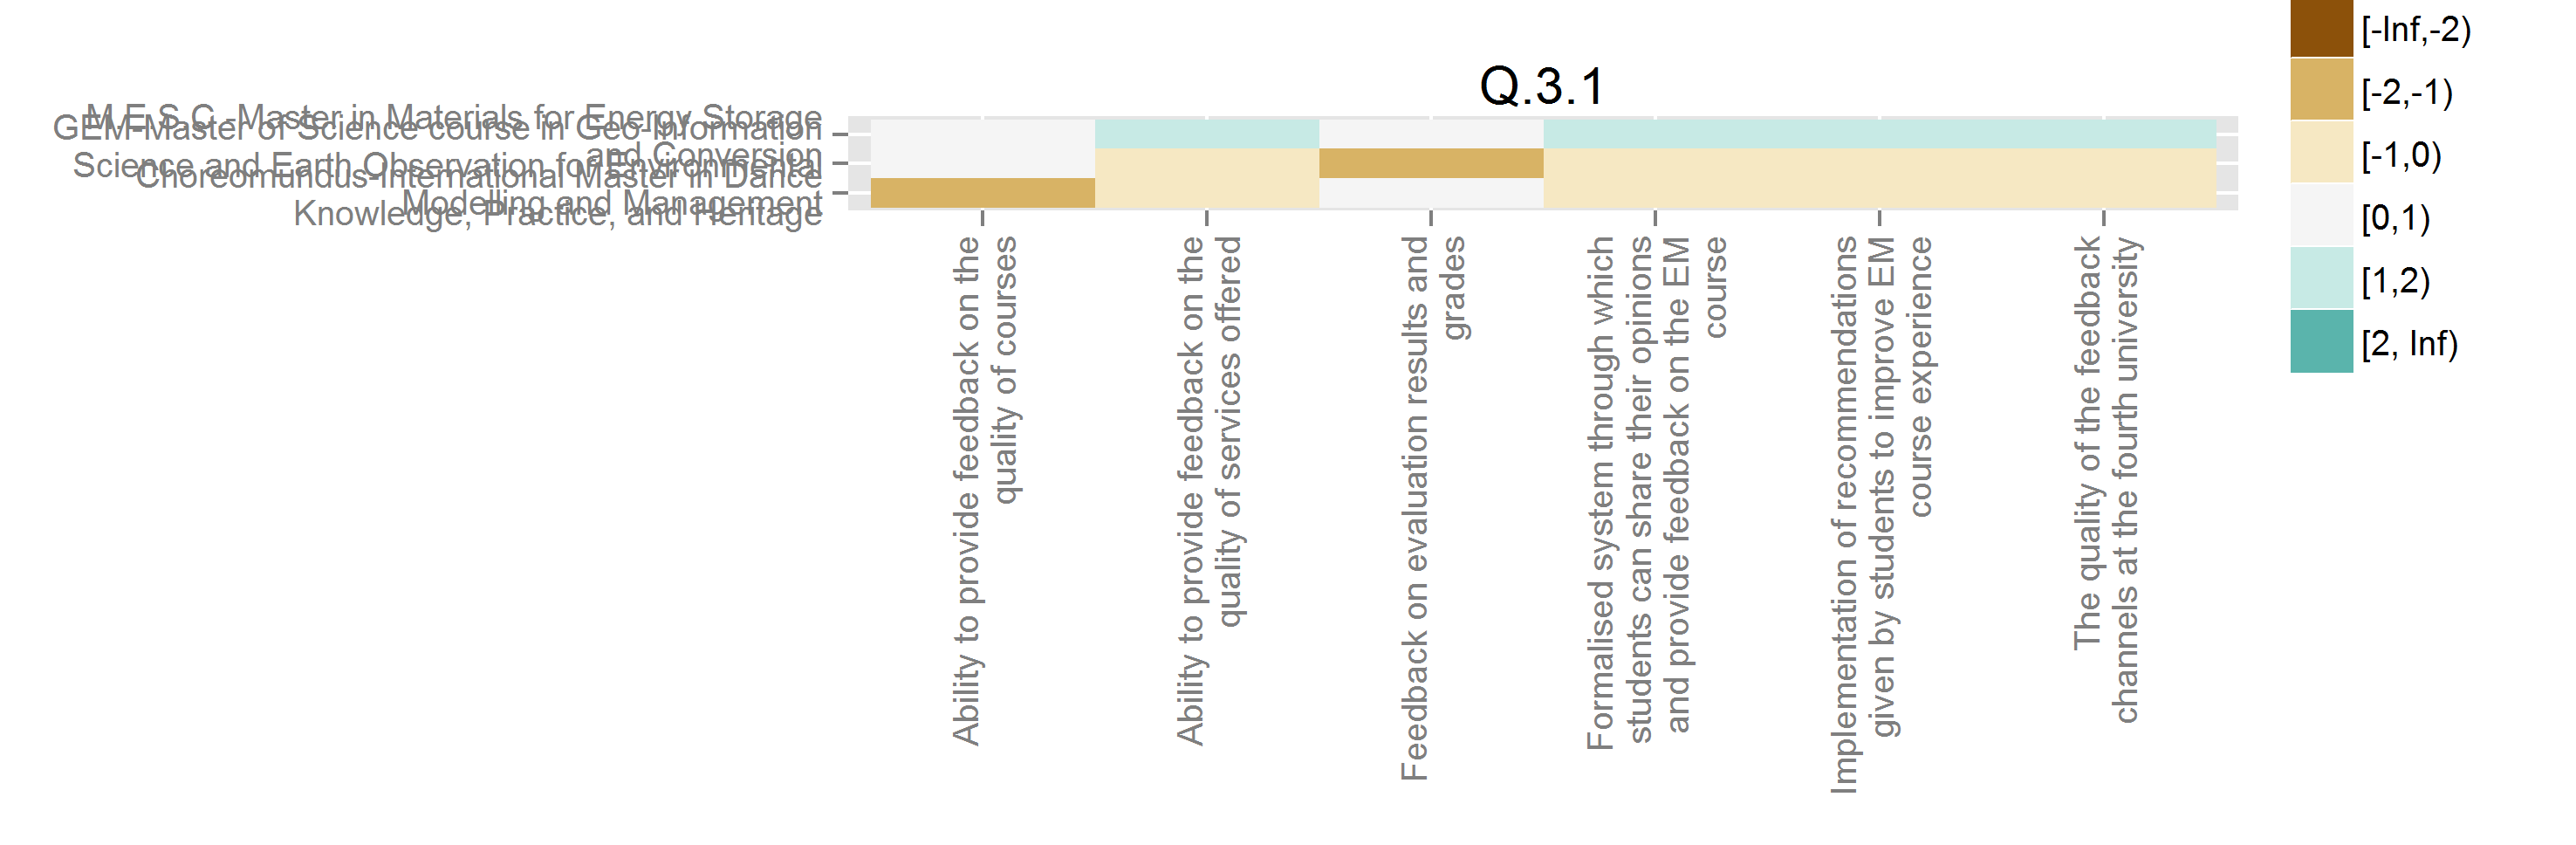 Q.3.1
M.E.S.C.-Master in Materials for Energy Storage
and Conversion
GEM-Master of Science course in Geo-Information
Science and Earth Observation for Environmental
Modelling and Management
Choreomundus-International Master in Dance
Knowledge, Practice, and Heritage
Ability to provide feedback on the
quality of courses
Ability to provide feedback on the
quality of services offered
Feedback on evaluation results and
grades
Formalised system through which
students can share their opinions
and provide feedback on the EM
course
Implementation of recommendations
given by students to improve EM
course experience
The quality of the feedback
channels at the fourth university
[-Inf,-2)
[-2,-1)
[-1,0)
[0,1)
[1,2)
[2, Inf)